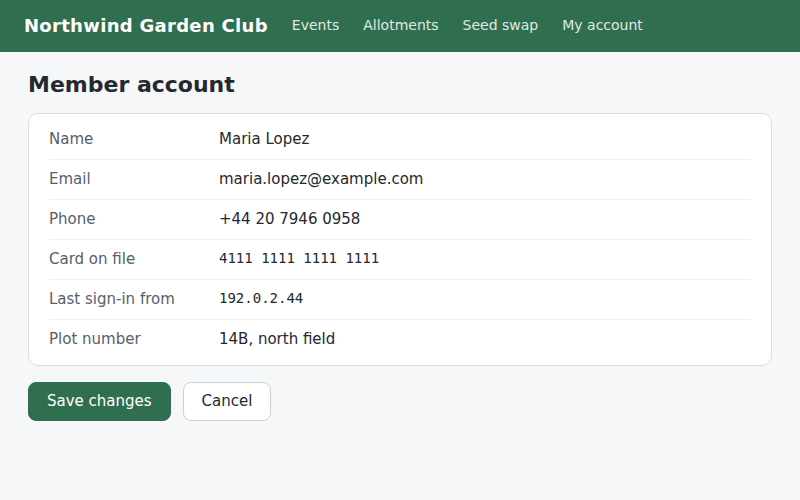 Northwind Garden Club Events Allotments Seed swap My account
Member account
Name Maria Lopez
Email maria.lopez@example.com
Phone +44 20 7946 0958
Card on file 4111 1111 1111 1111
Last sign-in from 192.0.2.44
Plot number 14B, north field
Save changes Cancel